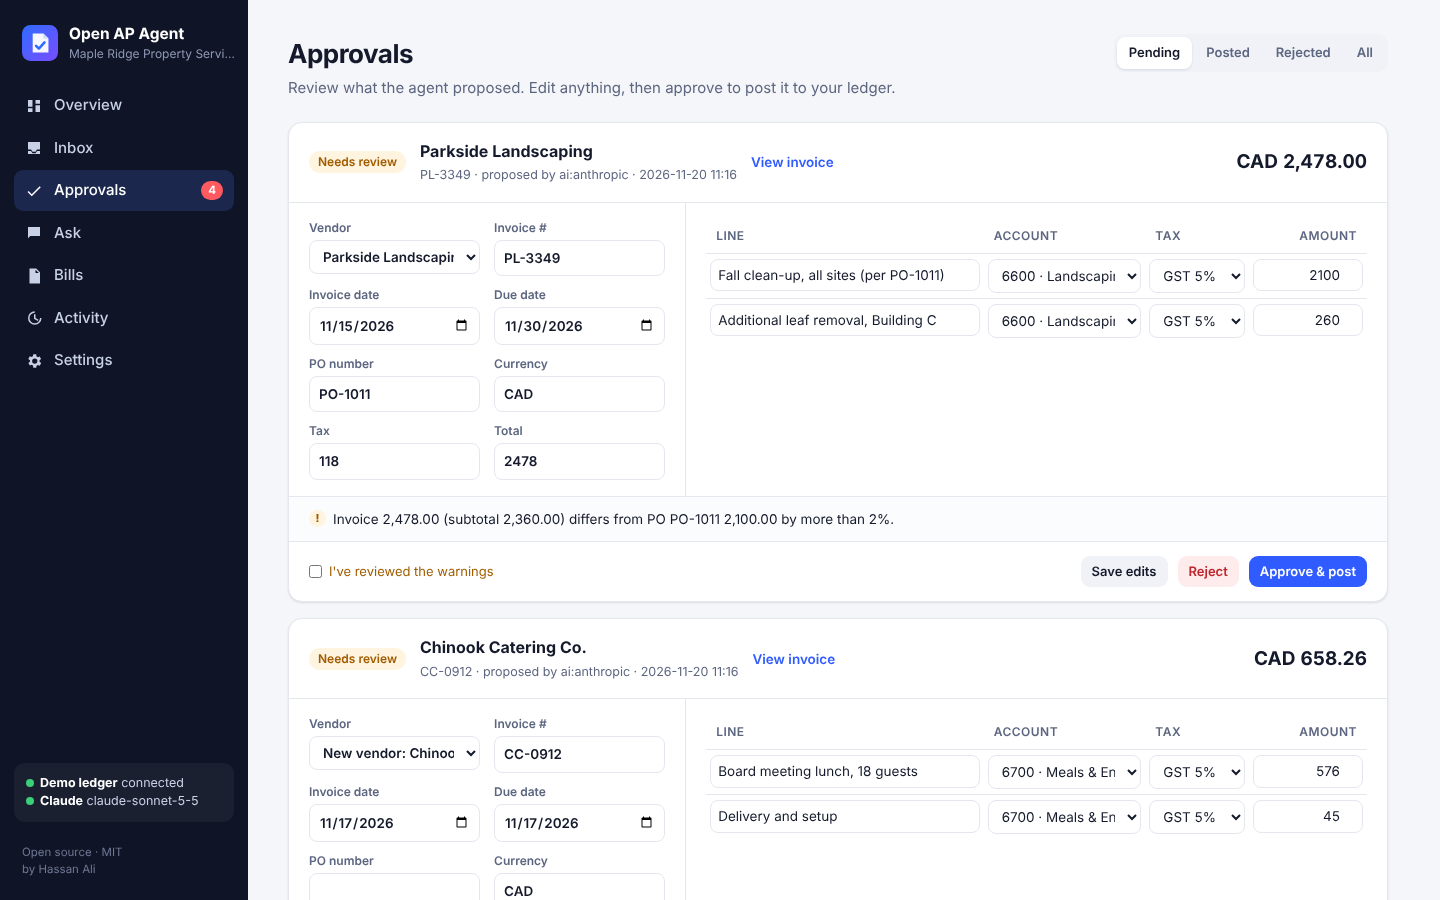 Open AP Agent
Maple Ridge Property Servi...
Overview
Inbox
Approvals 4
Ask
Bills
Activity
Settings
Demo ledger connected
Claude claude-sonnet-5-5
Open source · MIT
by Hassan Ali
Approvals
Pending Posted Rejected All
Review what the agent proposed. Edit anything, then approve to post it to your ledger.
Needs review
Parkside Landscaping
PL-3349 · proposed by ai:anthropic · 2026-11-20 11:16
View invoice
CAD 2,478.00
Vendor Invoice #
Parkside Landscapin PL-3349
Invoice date Due date
11/15/2026 11/30/2026
PO number Currency
PO-1011 CAD
Tax Total
118 2478
LINE ACCOUNT TAX AMOUNT
Fall clean-up, all sites (per PO-1011) 6600 · Landscapin GST 5% 2100
Additional leaf removal, Building C 6600 · Landscapin GST 5% 260
! Invoice 2,478.00 (subtotal 2,360.00) differs from PO PO-1011 2,100.00 by more than 2%.
I've reviewed the warnings
Save edits Reject Approve & post
Needs review
Chinook Catering Co.
CC-0912 · proposed by ai:anthropic · 2026-11-20 11:16
View invoice
CAD 658.26
Vendor Invoice #
New vendor: Chinoo CC-0912
Invoice date Due date
11/17/2026 11/17/2026
PO number Currency
CAD
LINE ACCOUNT TAX AMOUNT
Board meeting lunch, 18 guests 6700 · Meals & En GST 5% 576
Delivery and setup 6700 · Meals & En GST 5% 45